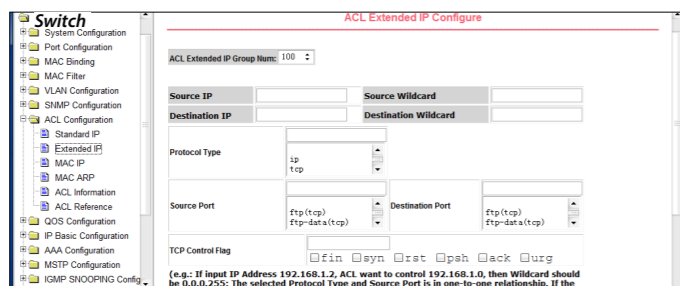 Switch
System Configuration
Port Configuration
MAC Binding
MAC Filter
VLAN Configuration
SNMP Configuration
ACL Configuration
Standard IP
Extended IP
MAC IP
MAC ARP
ACL Information
ACL Reference
QOS Configuration
IP Basic Configuration
AAA Configuration
MSTP Configuration
IGMP SNOOPING Config
ACL Extended IP Configure
ACL Extended IP Group Num: 100
Source IP Source Wildcard
Destination IP Destination Wildcard
Protocol Type
ip
tcp
Source Port Destination Port
ftp(tcp) ftp(tcp)
ftp-data(tcp) ftp-data(tcp)
TCP Control Flag
fin syn rst psh ack urg
(e.g.: If input IP Address 192.168.1.2, ACL want to control 192.168.1.0, then Wildcard should
be 0.0.0.255; The selected Protocol Type and Source Port is in one-to-one relationship. If the